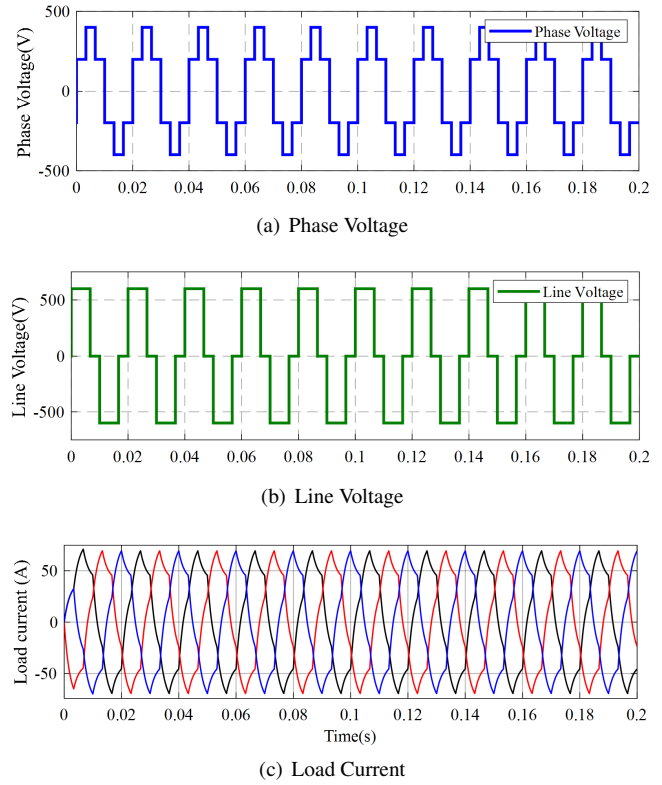 500
Phase Voltage
Phase Voltage(V)
0
-500
0 0.02 0.04 0.06 0.08 0.1 0.12 0.14 0.16 0.18 0.2
(a) Phase Voltage
500
Line Voltage
Line Voltage(V)
0
-500
0 0.02 0.04 0.06 0.08 0.1 0.12 0.14 0.16 0.18 0.2
(b) Line Voltage
50
Load current (A)
0
-50
0 0.02 0.04 0.06 0.08 0.1 0.12 0.14 0.16 0.18 0.2
Time(s)
(c) Load Current